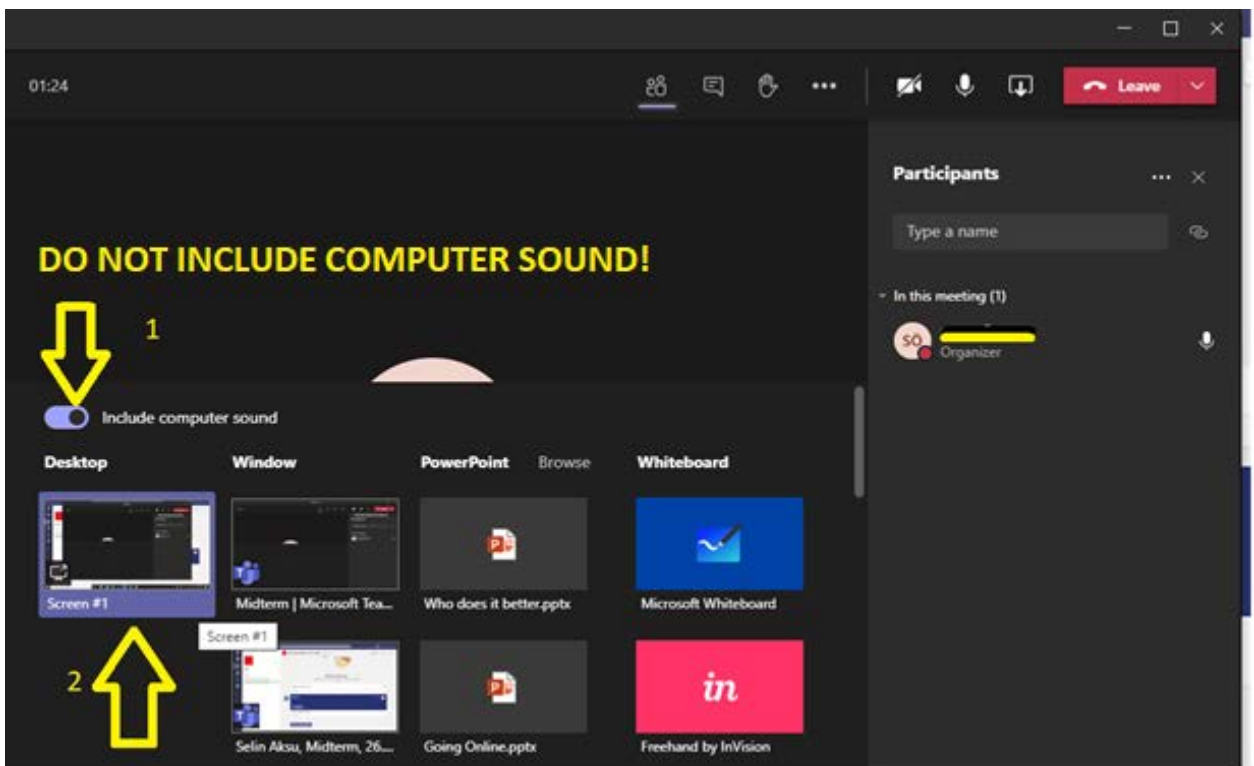 01:24
Leave
Participants
Type a name
DO NOT INCLUDE COMPUTER SOUND!
In this meeting (1)
1
SÖ
Organizer
Include computer sound
Desktop Window PowerPoint Browse Whiteboard
Screen #1 Midterm | Microsoft Tea... Who does it better.pptx Microsoft Whiteboard
Screen #1
2
in
Selin Aksu, Midterm, 26.... Going Online.pptx Freehand by InVision